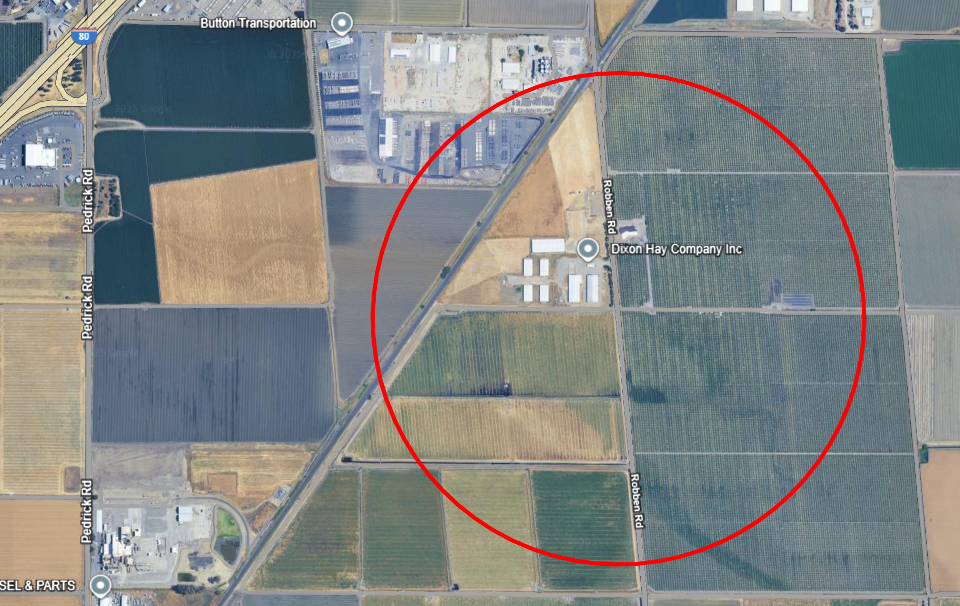 Button Transportation
80
Pedrick Rd
Robben Rd
Dixon Hay Company Inc
Pedrick Rd
Pedrick Rd
Robben Rd
SEL & PARTS